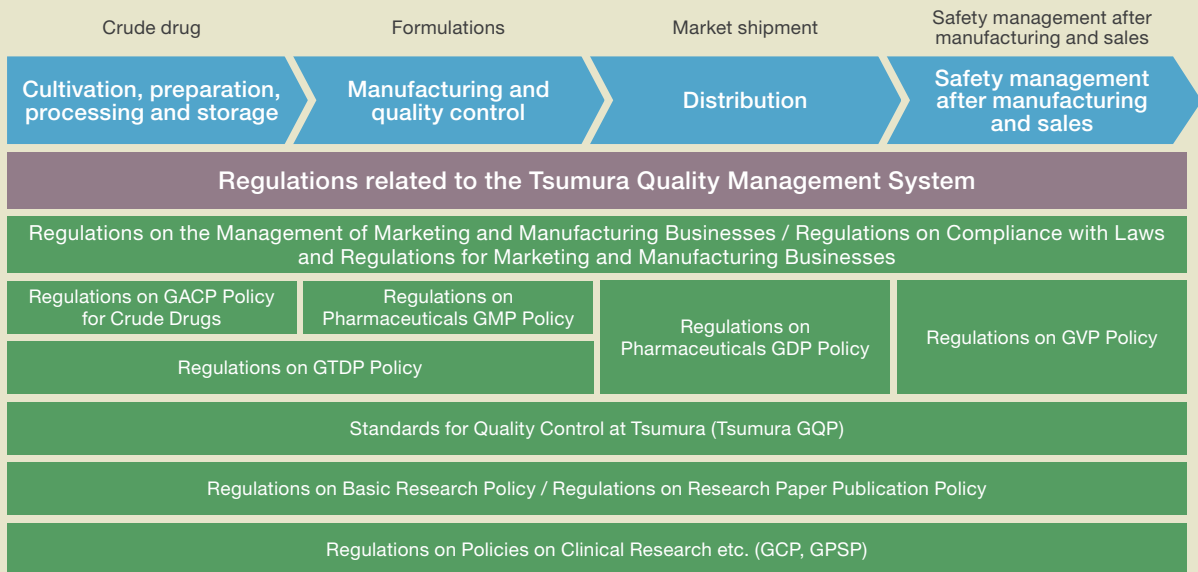 Crude drug
Formulations
Market shipment
Safety management after
manufacturing and sales
Cultivation, preparation,
processing and storage
Manufacturing and
quality control
Distribution
Safety management
after manufacturing
and sales
Regulations related to the Tsumura Quality Management System
Regulations on the Management of Marketing and Manufacturing Businesses / Regulations on Compliance with Laws
and Regulations for Marketing and Manufacturing Businesses
Regulations on GACP Policy
for Crude Drugs
Regulations on
Pharmaceuticals GMP Policy
Regulations on
Pharmaceuticals GDP Policy
Regulations on GVP Policy
Regulations on GTDP Policy
Standards for Quality Control at Tsumura (Tsumura GQP)
Regulations on Basic Research Policy / Regulations on Research Paper Publication Policy
Regulations on Policies on Clinical Research etc. (GCP, GPSP)